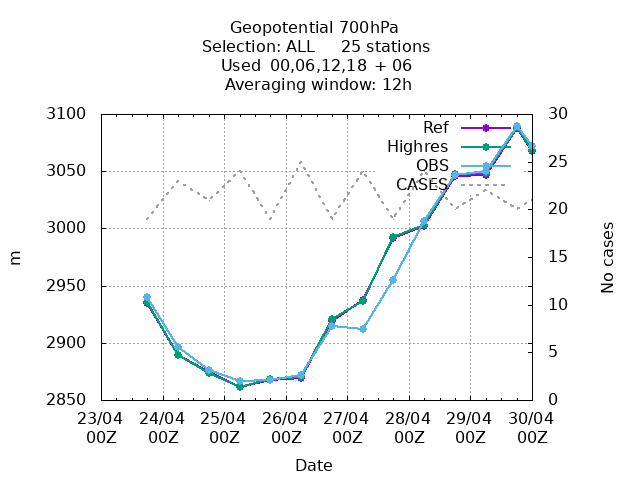 Geopotential 700hPa
Selection: ALL 25 stations
Used 00,06,12,18 + 06
Averaging window: 12h
3100
3050
3000
2950
2900
2850
m
30
25
20
15
10
5
0
No cases
Ref
Highres
OBS
CASES
23/04 24/04 25/04 26/04 27/04 28/04 29/04 30/04
00Z 00Z 00Z 00Z 00Z 00Z 00Z 00Z
Date